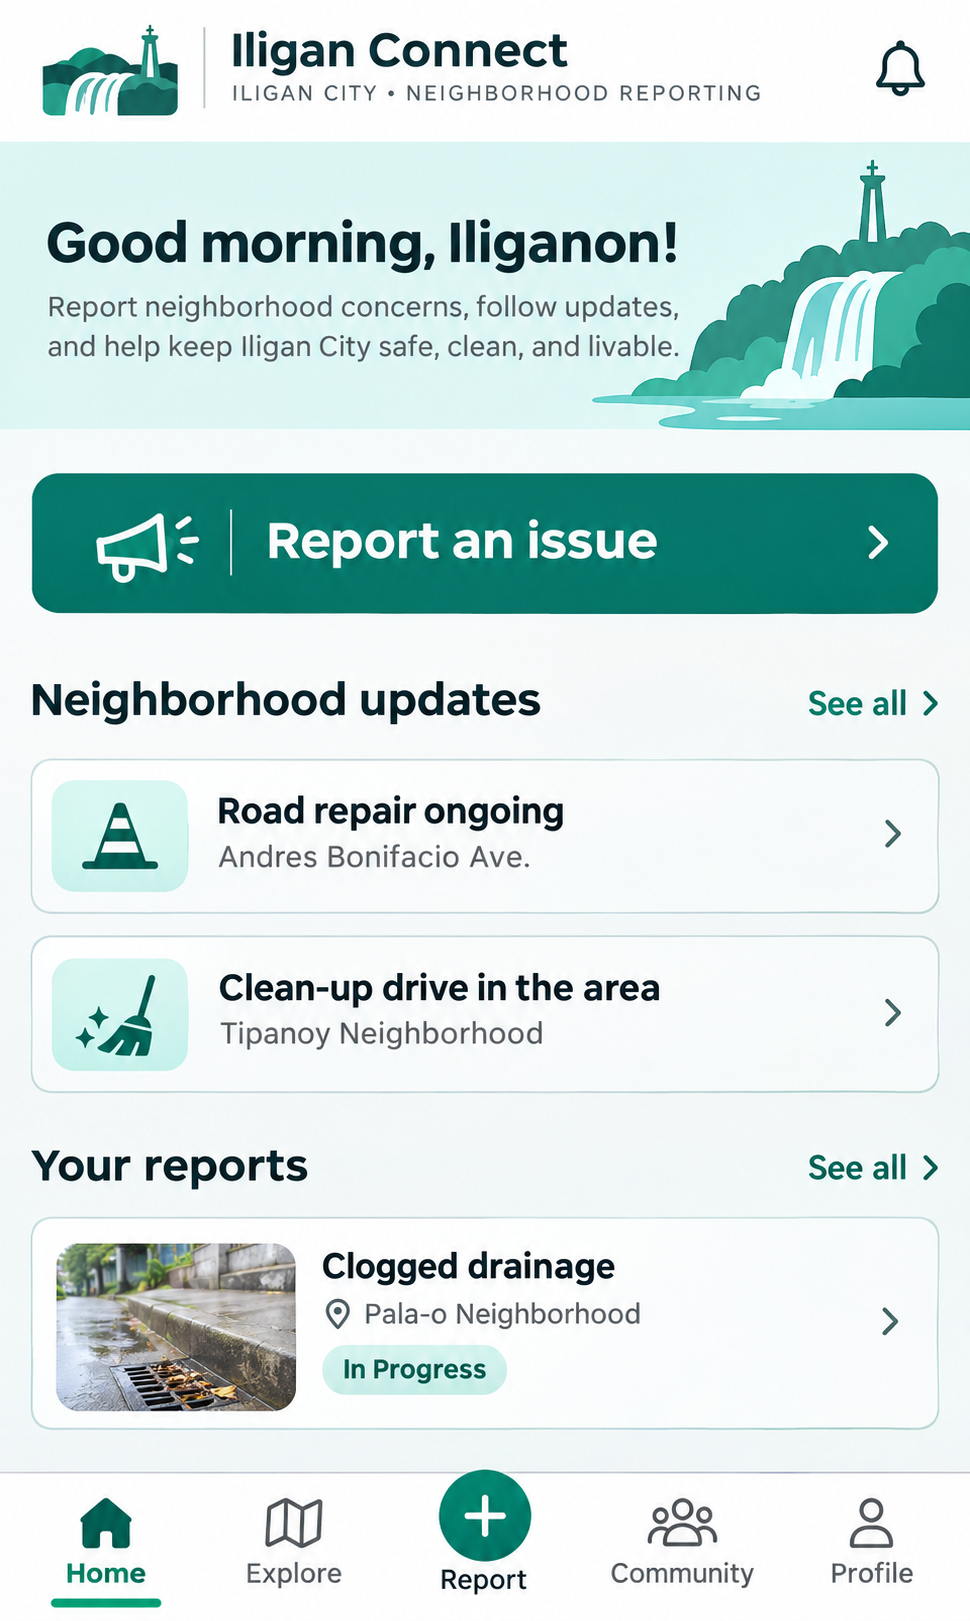 Iligan Connect
ILIGAN CITY • NEIGHBORHOOD REPORTING
Good morning, Iliganon!
Report neighborhood concerns, follow updates,
and help keep Iligan City safe, clean, and livable.
Report an issue
Neighborhood updates
See all
Road repair ongoing
Andres Bonifacio Ave.
Clean-up drive in the area
Tipanoy Neighborhood
Your reports
See all
Clogged drainage
Pala-o Neighborhood
In Progress
Home
Explore
Report
Community
Profile